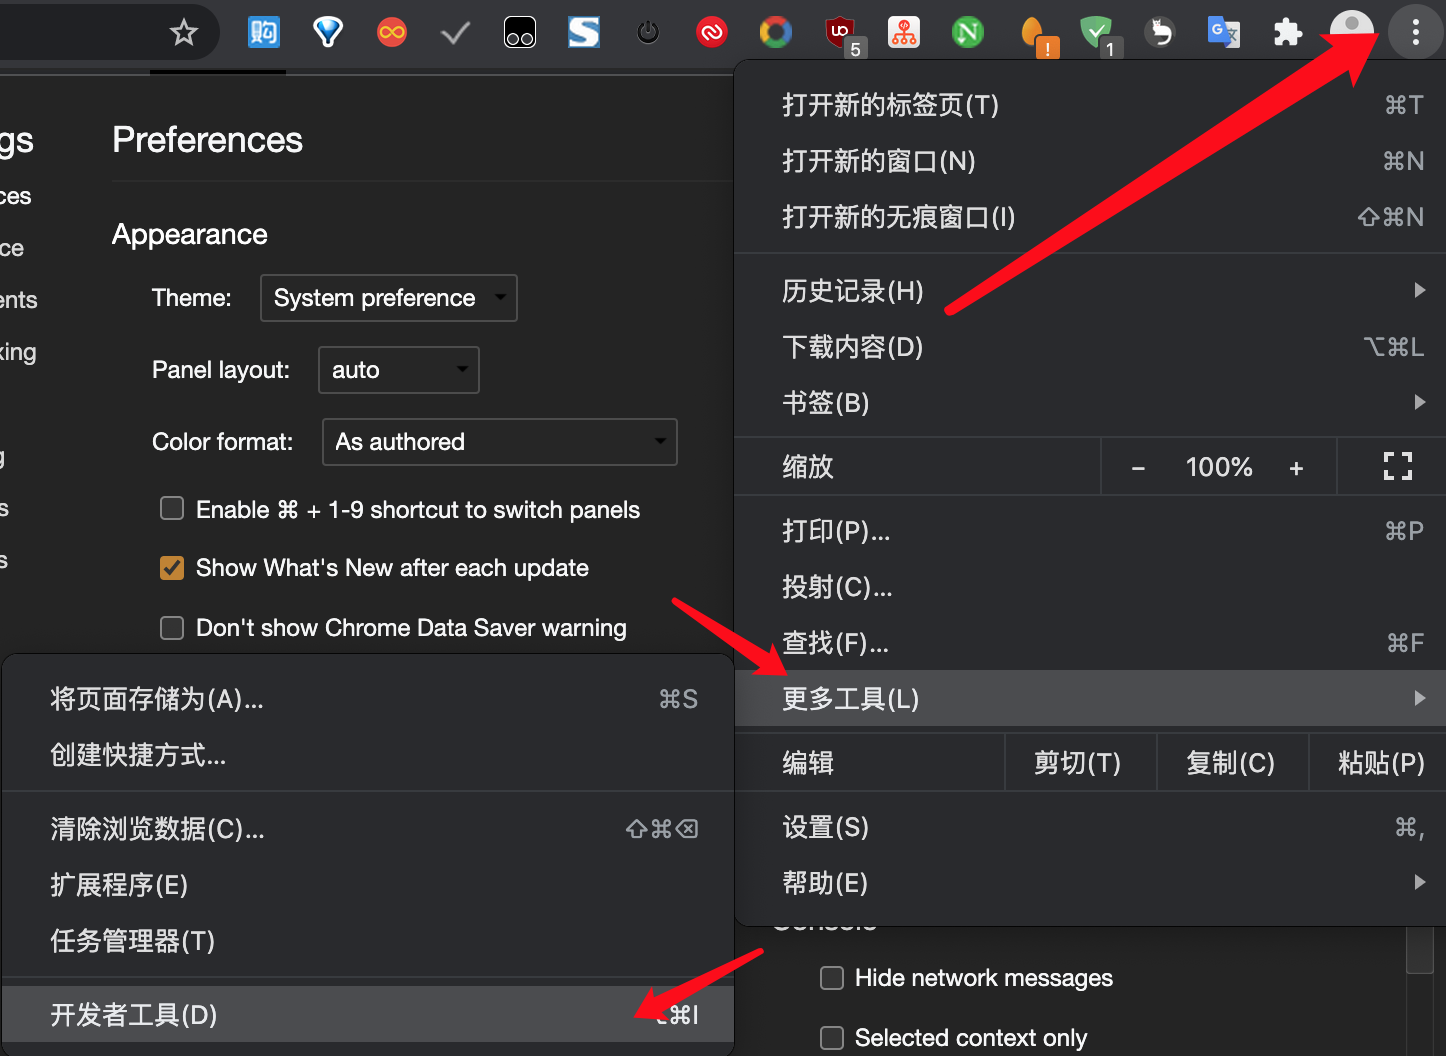 购
UD
5
N
!
1
G
文
gs
ces
ce
ents
king
g
s
s
Preferences
Appearance
Theme:
System preference
Panel layout:
auto
Color format:
As authored
Enable ⌘ + 1-9 shortcut to switch panels
Show What's New after each update
Don't show Chrome Data Saver warning
打开新的标签页(T) ⌘T
打开新的窗口(N) ⌘N
打开新的无痕窗口(I) ⇧⌘N
历史记录(H)
下载内容(D) ⌥⌘L
书签(B)
缩放 – 100% +
打印(P)... ⌘P
投射(C)...
查找(F)... ⌘F
更多工具(L)
编辑 剪切(T) 复制(C) 粘贴(P)
设置(S) ⌘,
帮助(E)
将页面存储为(A)... ⌘S
创建快捷方式...
清除浏览数据(C)... ⇧⌘⌫
扩展程序(E)
任务管理器(T)
开发者工具(D) ⌥⌘I
Console
Hide network messages
Selected context only